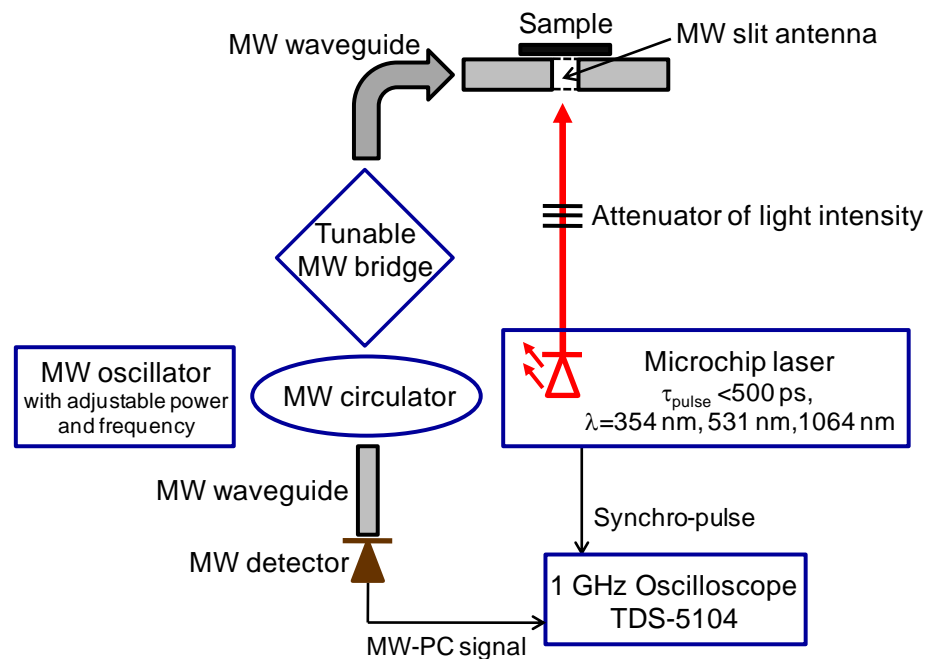 Sample
MW waveguide
MW slit antenna
Attenuator of light intensity
Tunable
MW bridge
MW oscillator
with adjustable power
and frequency
MW circulator
Microchip laser
τpulse <500 ps,
λ=354 nm, 531 nm,1064 nm
MW waveguide
Synchro-pulse
MW detector
1 GHz Oscilloscope
TDS-5104
MW-PC signal